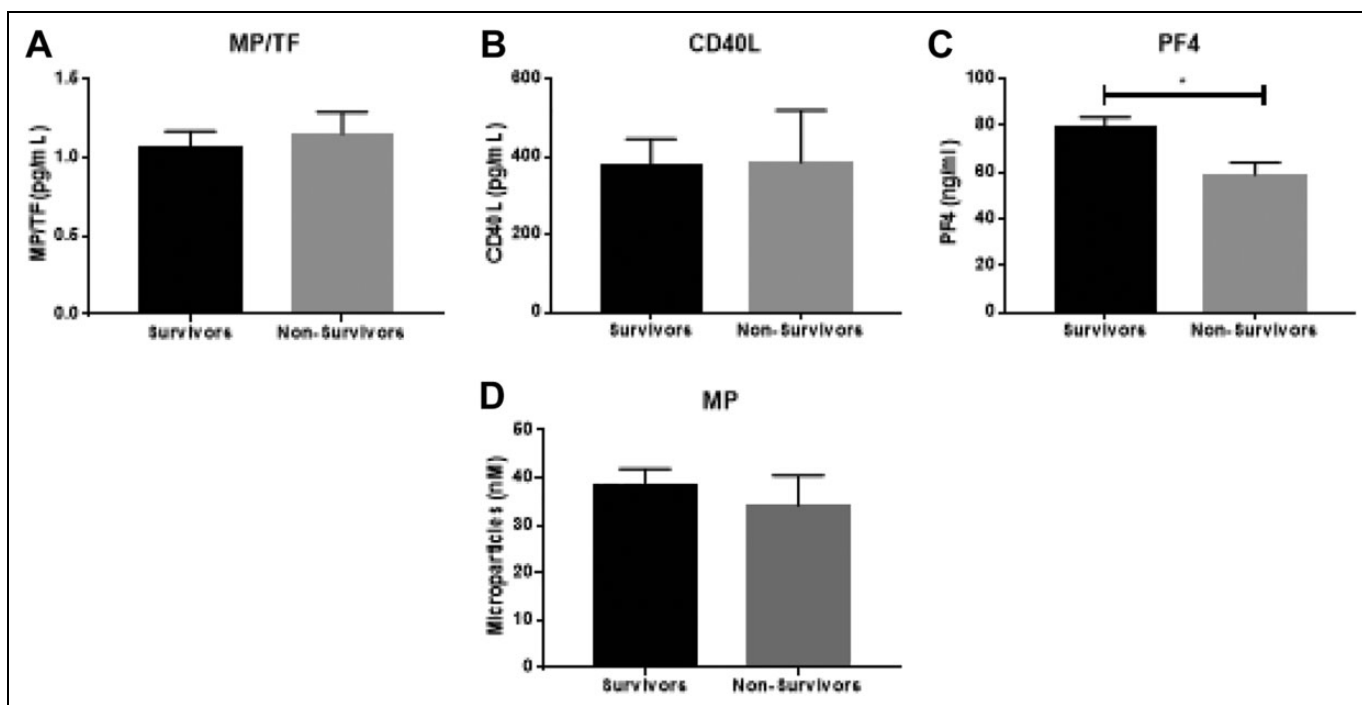 A
MP/TF
MP/TF (pg/mL)
1.5
1.0
0.5
0.0
Survivors
Non-Survivors
B
CD40L
CD40L (pg/mL)
600
400
200
0
Survivors
Non-Survivors
C
PF4
PF4 (ng/ml)
100
80
60
40
20
0
*
Survivors
Non-Survivors
D
MP
Microparticles (nM)
50
40
30
20
10
0
Survivors
Non-Survivors